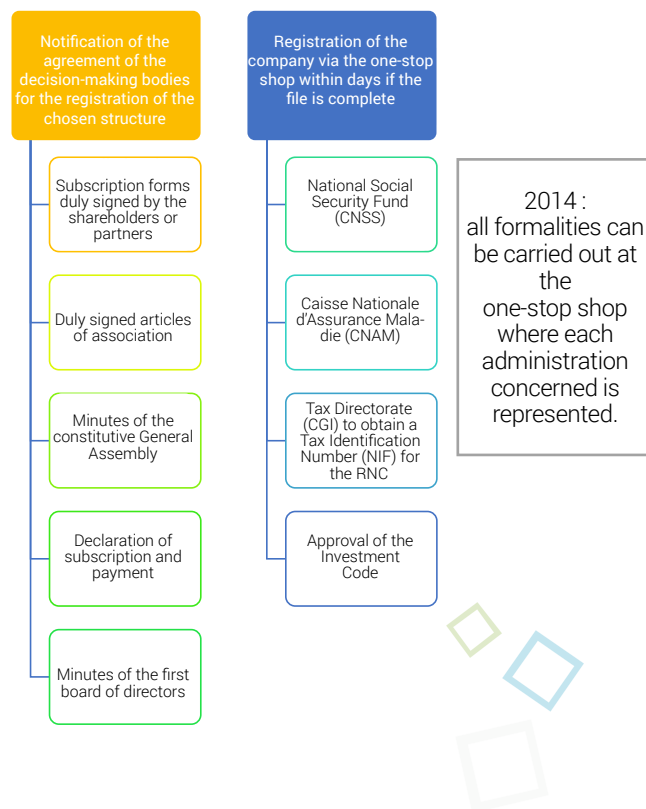 Notification of the
agreement of the
decision-making bodies
for the registration of the
chosen structure
Subscription forms
duly signed by the
shareholders or
partners
Duly signed articles
of association
Minutes of the
constitutive General
Assembly
Declaration of
subscription and
payment
Minutes of the first
board of directors
Registration of the
company via the one-stop
shop within days if the
file is complete
National Social
Security Fund
(CNSS)
Caisse Nationale
d'Assurance Mala-
die (CNAM)
Tax Directorate
(CGI) to obtain a
Tax Identification
Number (NIF) for
the RNC
Approval of the
Investment
Code
2014 :
all formalities can
be carried out at
the
one-stop shop
where each
administration
concerned is
represented.